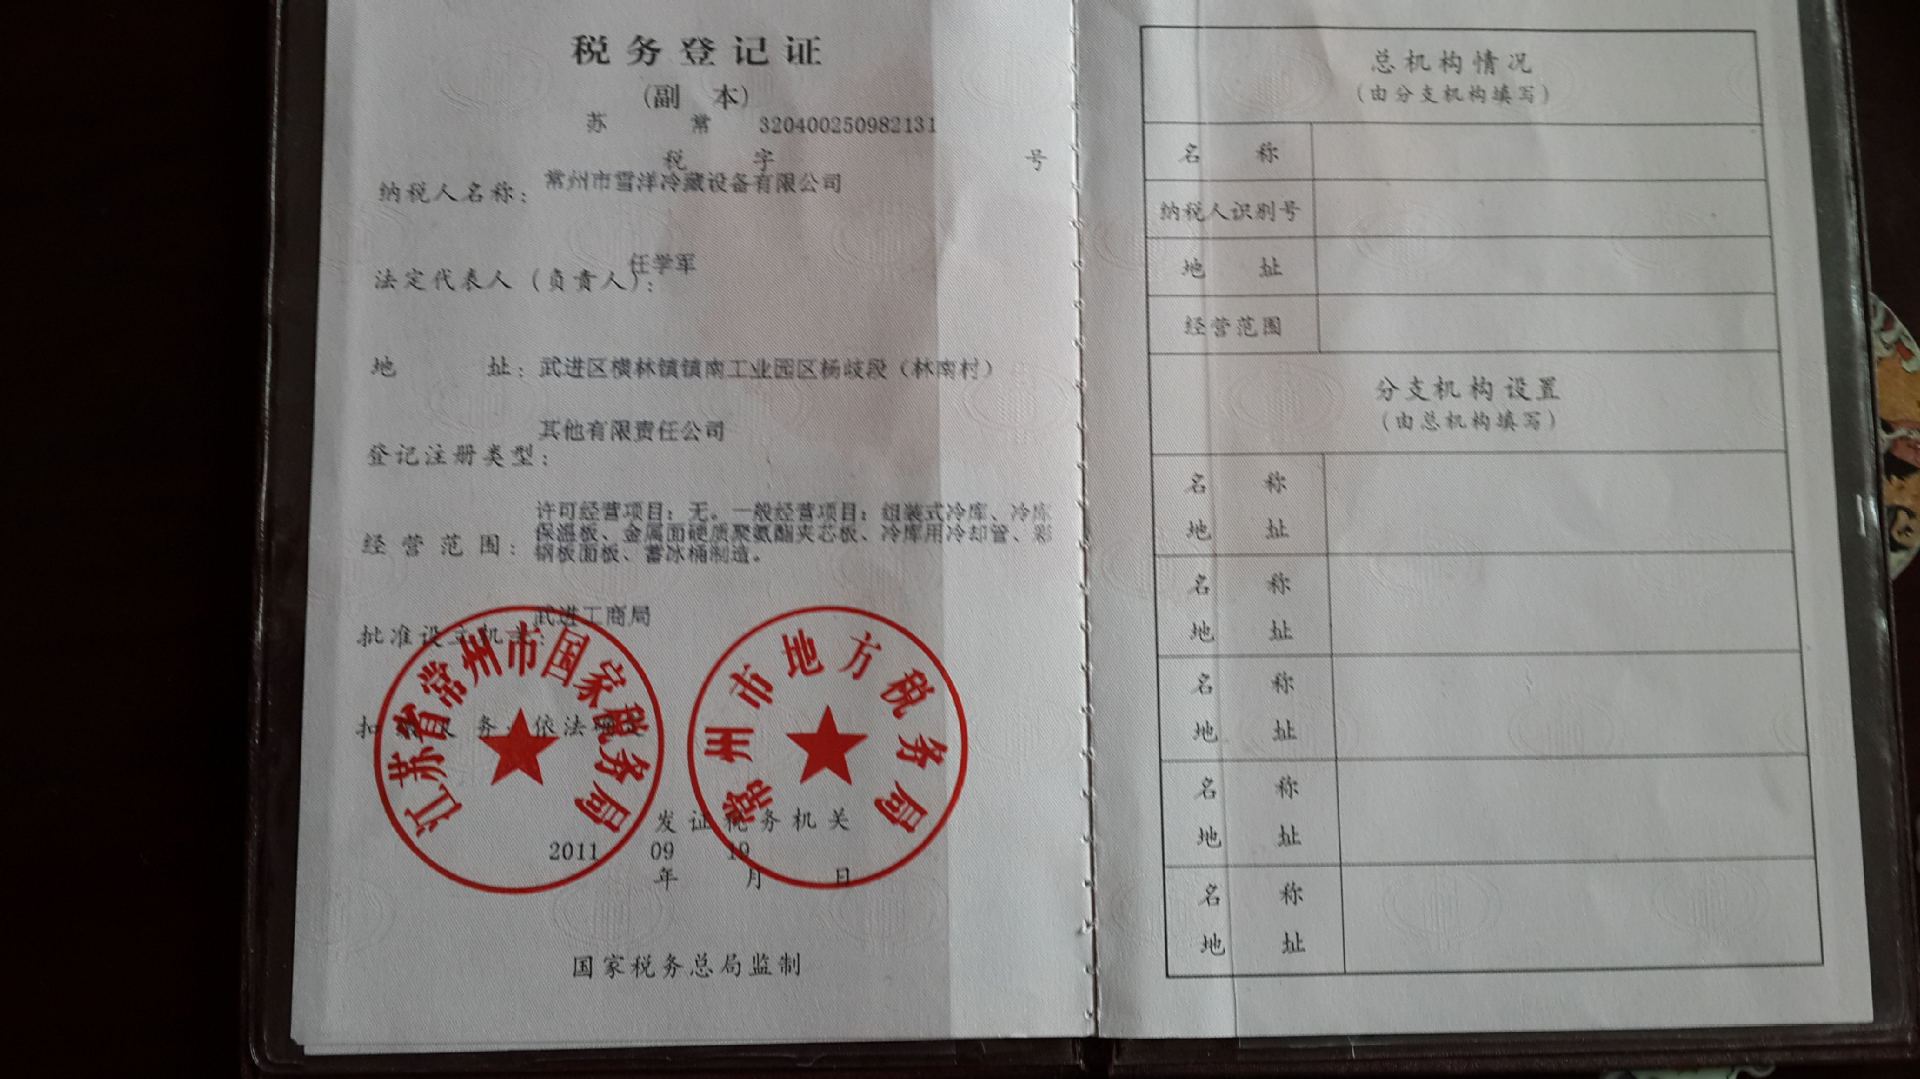 税务登记证
(副 本)
苏 常 320400250982131
税 字 号
纳税人名称: 常州市雪洋冷藏设备有限公司
法定代表人(负责人): 任学军
地 址: 武进区横林镇镇南工业园区杨岐段(林南村)
登记注册类型: 其他有限责任公司
经营范围: 许可经营项目: 无。一般经营项目: 组装式冷库、冷库
保温板、金属面硬质聚氨酯夹芯板、冷库用冷却管、彩
钢板面板、蓄冰桶制造。
批准设立机关: 武进工商局
扣缴义务: 依法确定
江苏省常州市国家税务局
常州市地方税务局
发证税务机关
2011 09 19
年 月 日
国家税务总局监制
总机构情况
(由分支机构填写)
名 称
纳税人识别号
地 址
经营范围
分支机构设置
(由总机构填写)
名 称
地 址
名 称
地 址
名 称
地 址
名 称
地 址
名 称
地 址